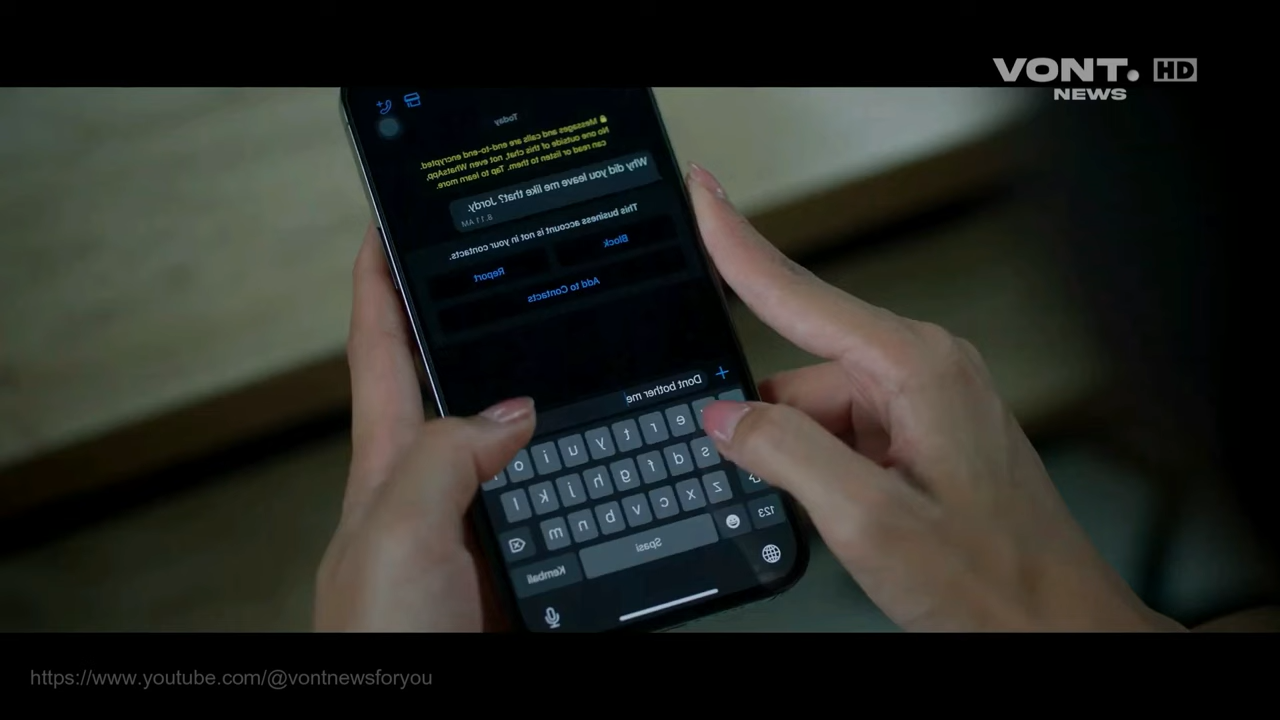 VONT. HD
NEWS
Today
Messages and calls are end-to-end encrypted.
No one outside of this chat, not even WhatsApp,
can read or listen to them. Tap to learn more.
Why did you leave me like that? Jordy.
8.11 AM
This business account is not in your contacts.
Block
Report
Add to Contacts
Dont bother me
e r t y u i o
s d f g h j k l
z x c v b n m
123
Spasi
Kembali
https://www.youtube.com/@vontnewsforyou